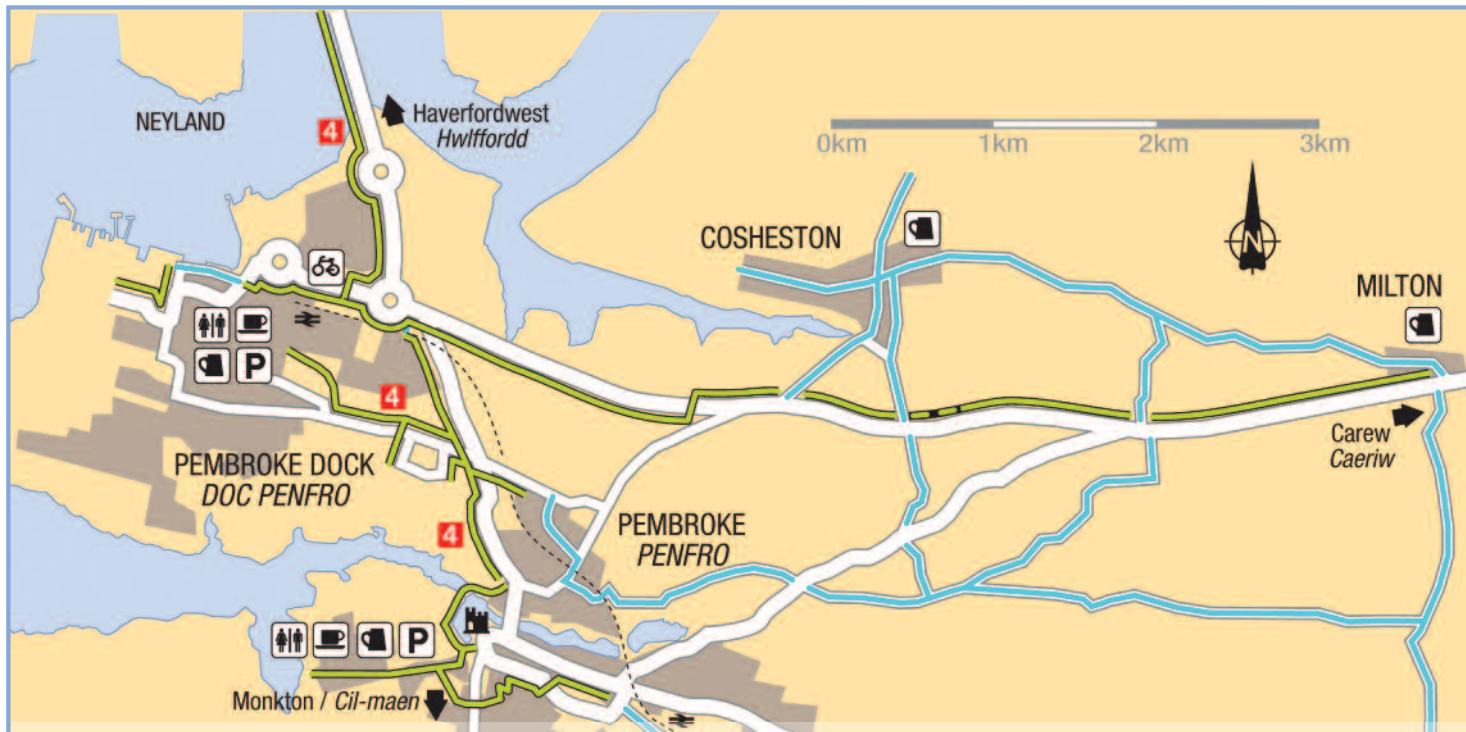 NEYLAND
4
Haverfordwest
Hwlffordd
0km 1km 2km 3km
N
COSHESTON
MILTON
P
4
Carew
Caeriw
PEMBROKE DOCK
DOC PENFRO
4
PEMBROKE
PENFRO
P
Monkton / Cil-maen